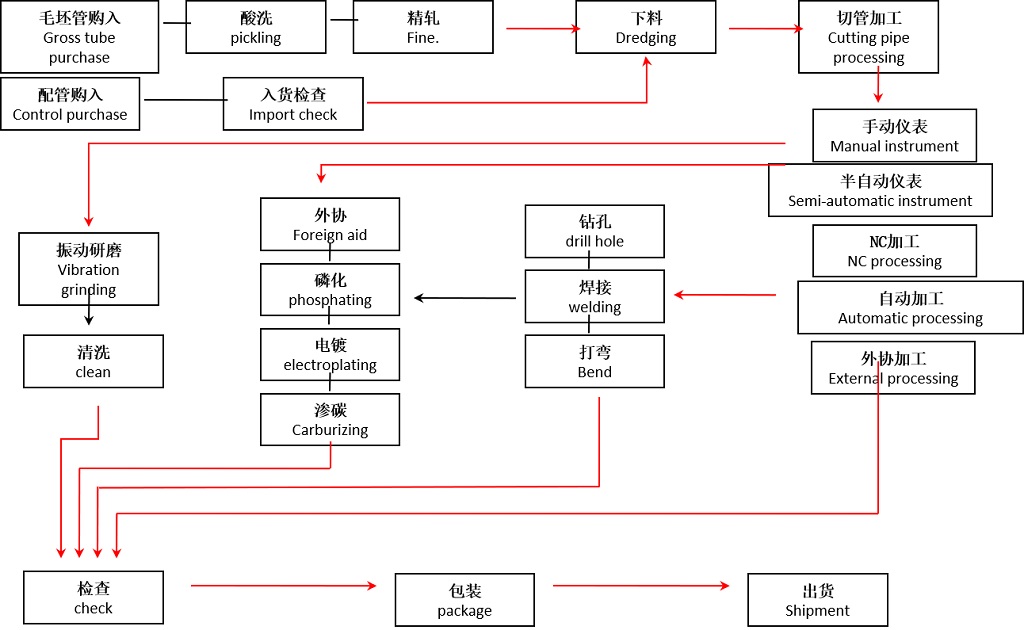 毛坯管购入
Gross tube
purchase
酸洗
pickling
精轧
Fine.
下料
Dredging
切管加工
Cutting pipe
processing
配管购入
Control purchase
入货检查
Import check
手动仪表
Manual instrument
半自动仪表
Semi-automatic instrument
NC加工
NC processing
自动加工
Automatic processing
外协加工
External processing
钻孔
drill hole
焊接
welding
打弯
Bend
外协
Foreign aid
磷化
phosphating
电镀
electroplating
渗碳
Carburizing
振动研磨
Vibration
grinding
清洗
clean
检查
check
包装
package
出货
Shipment